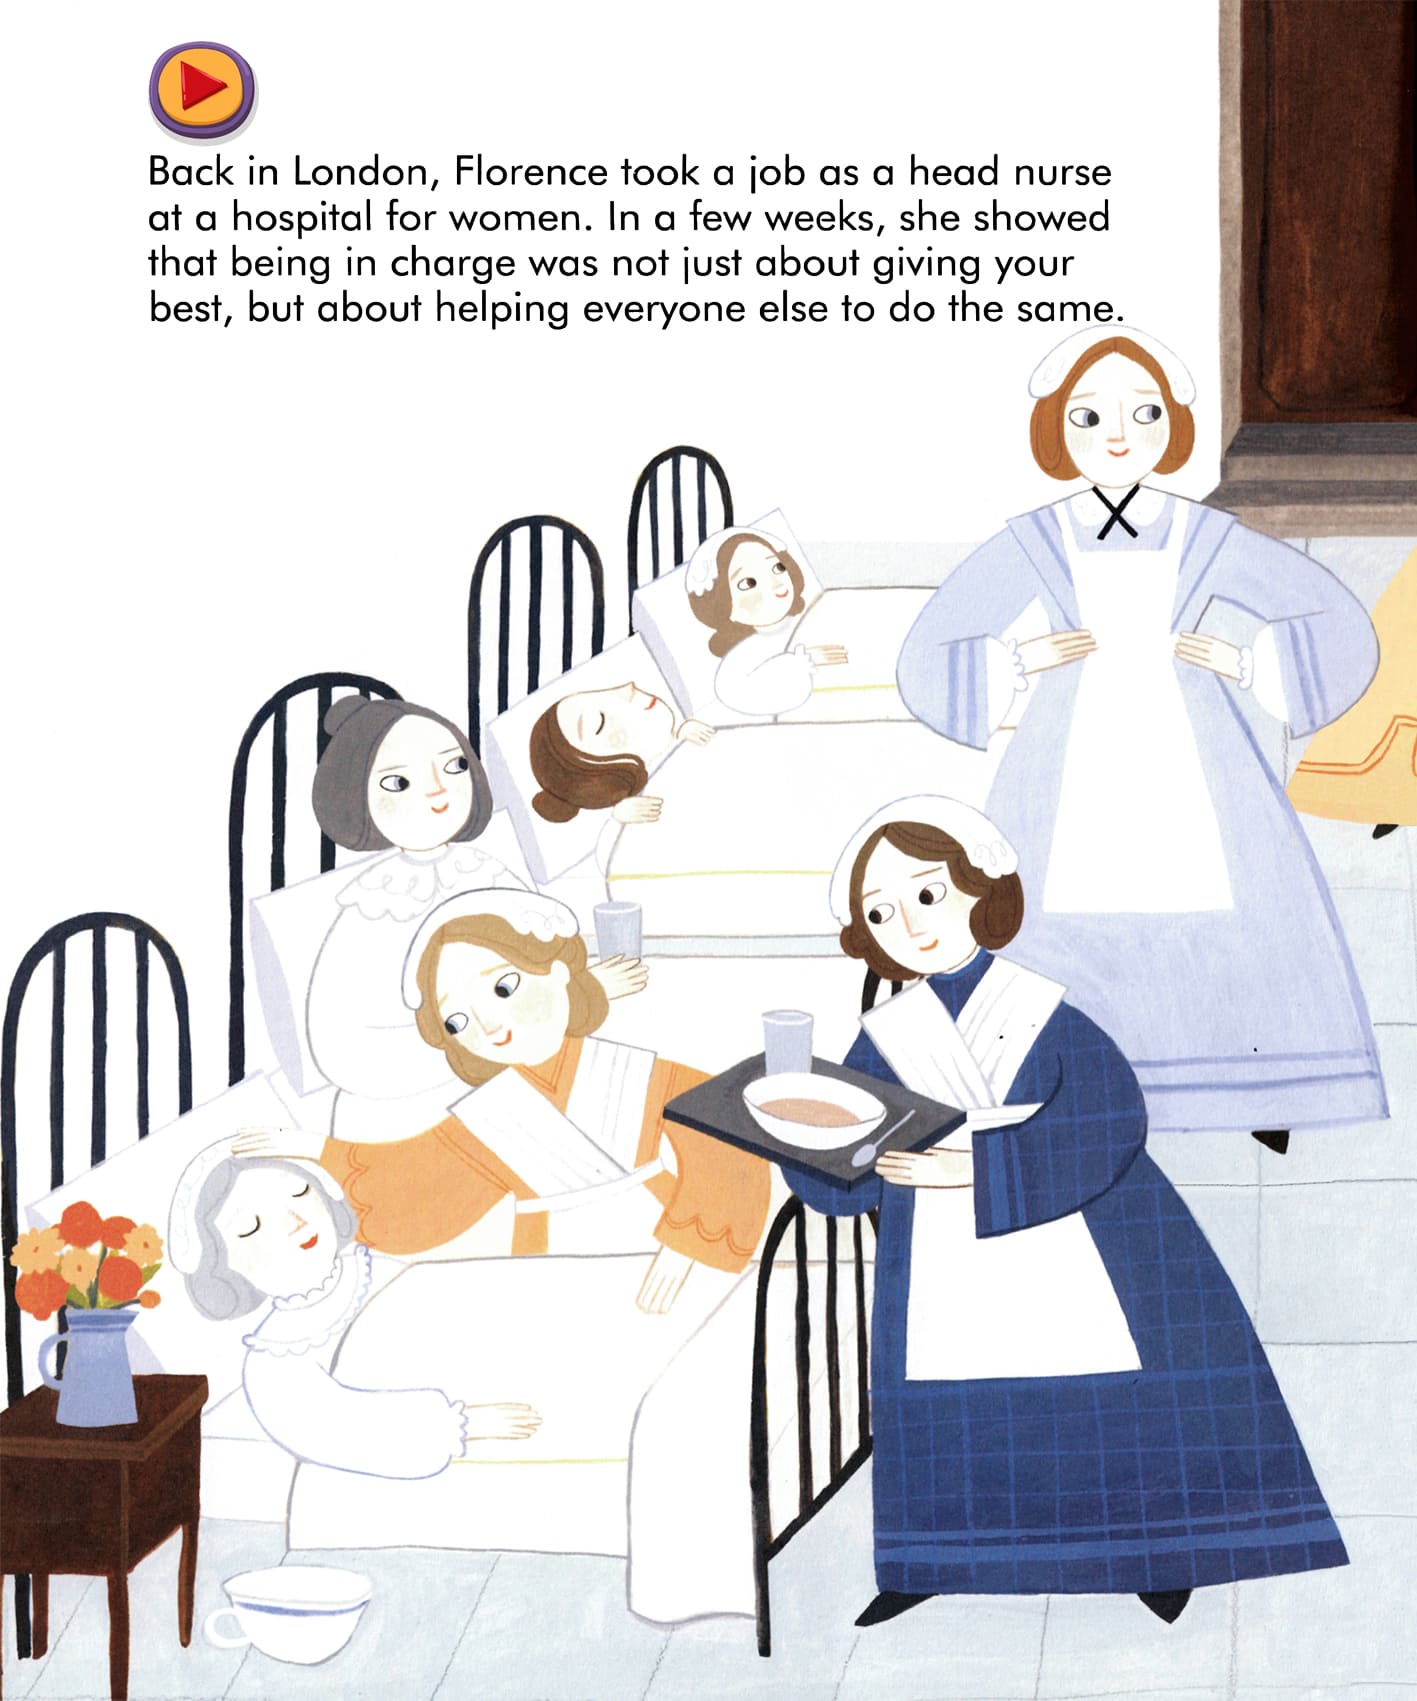 Back in London, Florence took a job as a head nurse
at a hospital for women. In a few weeks, she showed
that being in charge was not just about giving your
best, but about helping everyone else to do the same.